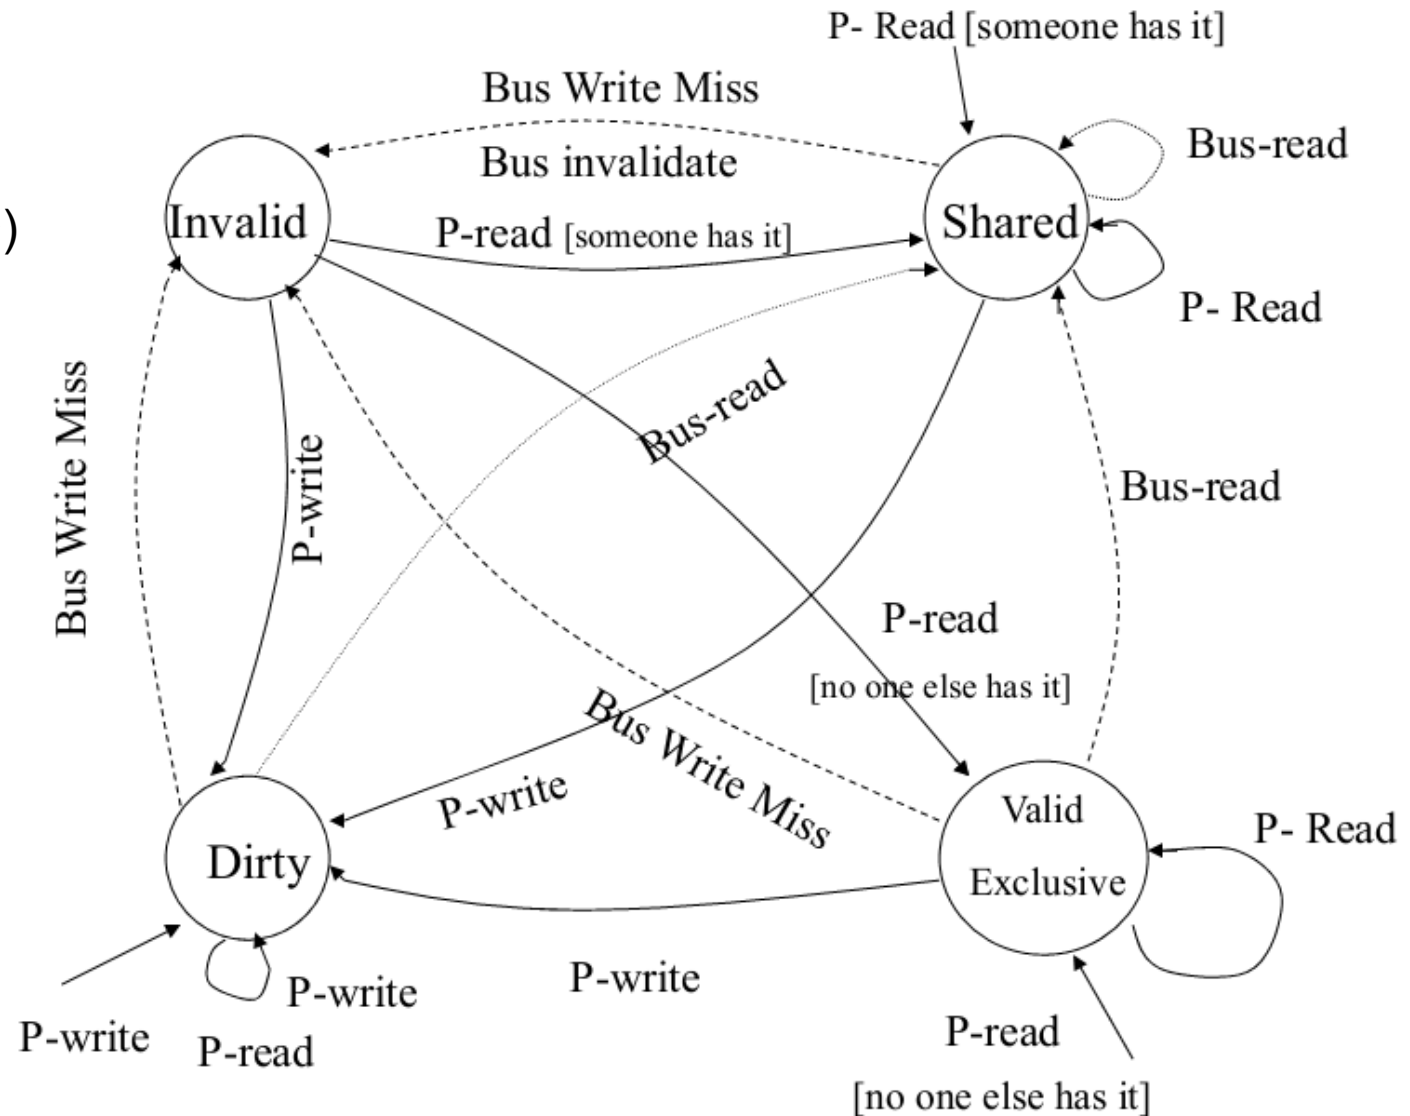 P- Read [someone has it]
Bus Write Miss
Bus-read
Bus invalidate
)
Invalid
P-read [someone has it]
Shared
P- Read
Bus-read
Bus Write Miss
P-write
Bus-read
P-read
[no one else has it]
Bus Write Miss
P-write
Valid
Exclusive
P- Read
Dirty
P-write
P-write
P-write
P-read
P-read
[no one else has it]